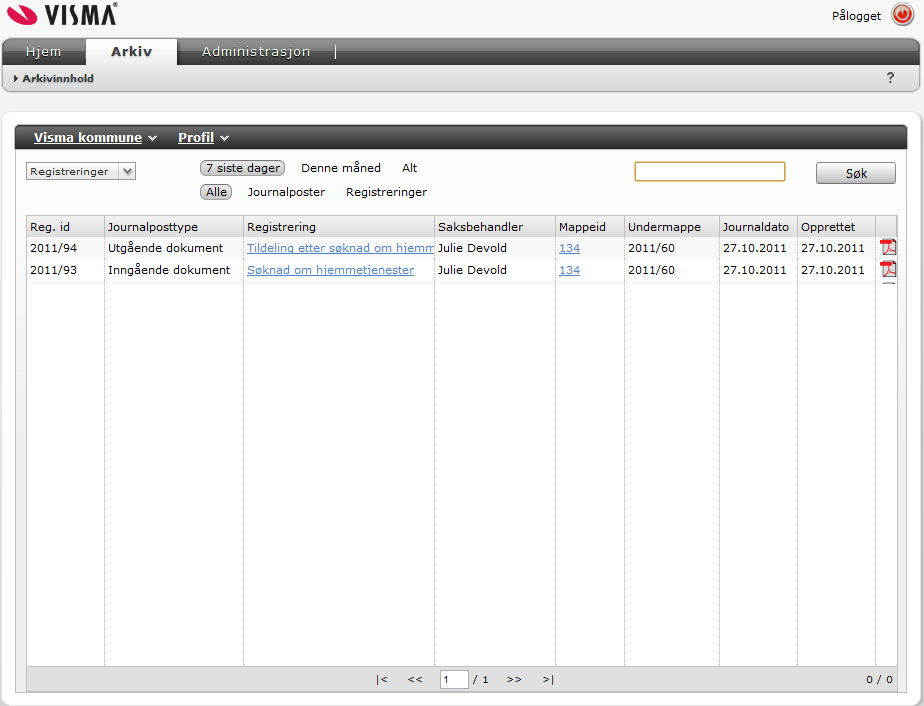 VISMA®
Pålogget
Hjem Arkiv Administrasjon |
Arkivinnhold ?
Visma kommune Profil
Registreringer 7 siste dager Denne måned Alt Søk
Alle Journalposter Registreringer
Reg. id Journalposttype Registrering Saksbehandler Mappeid Undermappe Journaldato Opprettet
2011/94 Utgående dokument Tildeling etter søknad om hjemm Julie Devold 134 2011/60 27.10.2011 27.10.2011
2011/93 Inngående dokument Søknad om hjemmetjenester Julie Devold 134 2011/60 27.10.2011 27.10.2011
|< << 1 / 1 >> >| 0 / 0